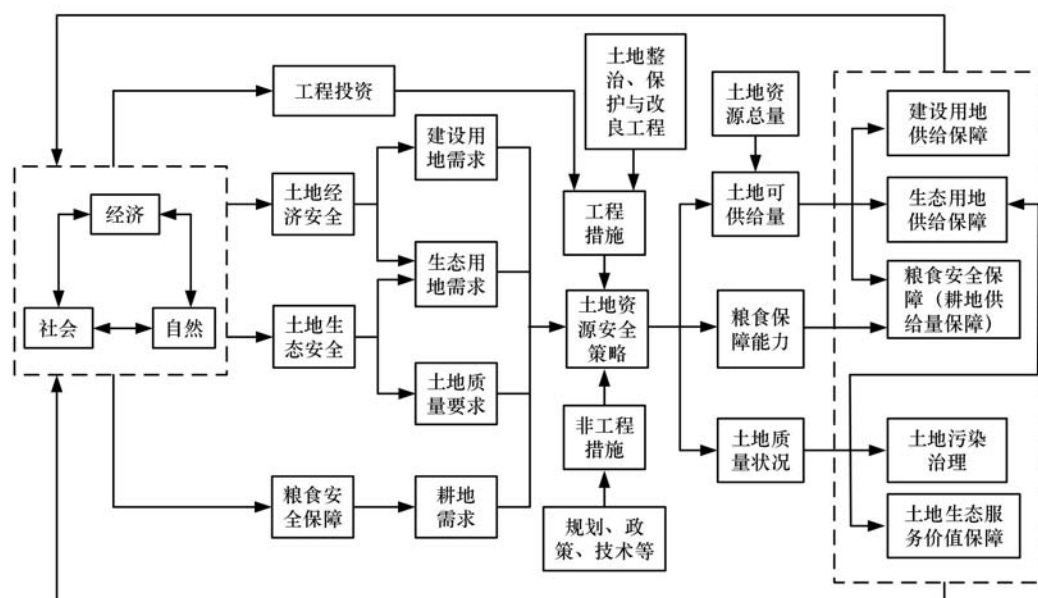 工程投资
经济
社会
自然
土地经
济安全
土地生
态安全
粮食安
全保障
建设用
地需求
生态用
地需求
土地质
量要求
耕地
需求
土地整
治、保
护与改
良工程
工程
措施
土地资
源安全
策略
非工程
措施
规划、政
策、技术等
土地资
源总量
土地可
供给量
粮食保
障能力
土地质
量状况
建设用地
供给保障
生态用地
供给保障
粮食安全保
障（耕地供
给量保障）
土地污染
治理
土地生态服
务价值保障